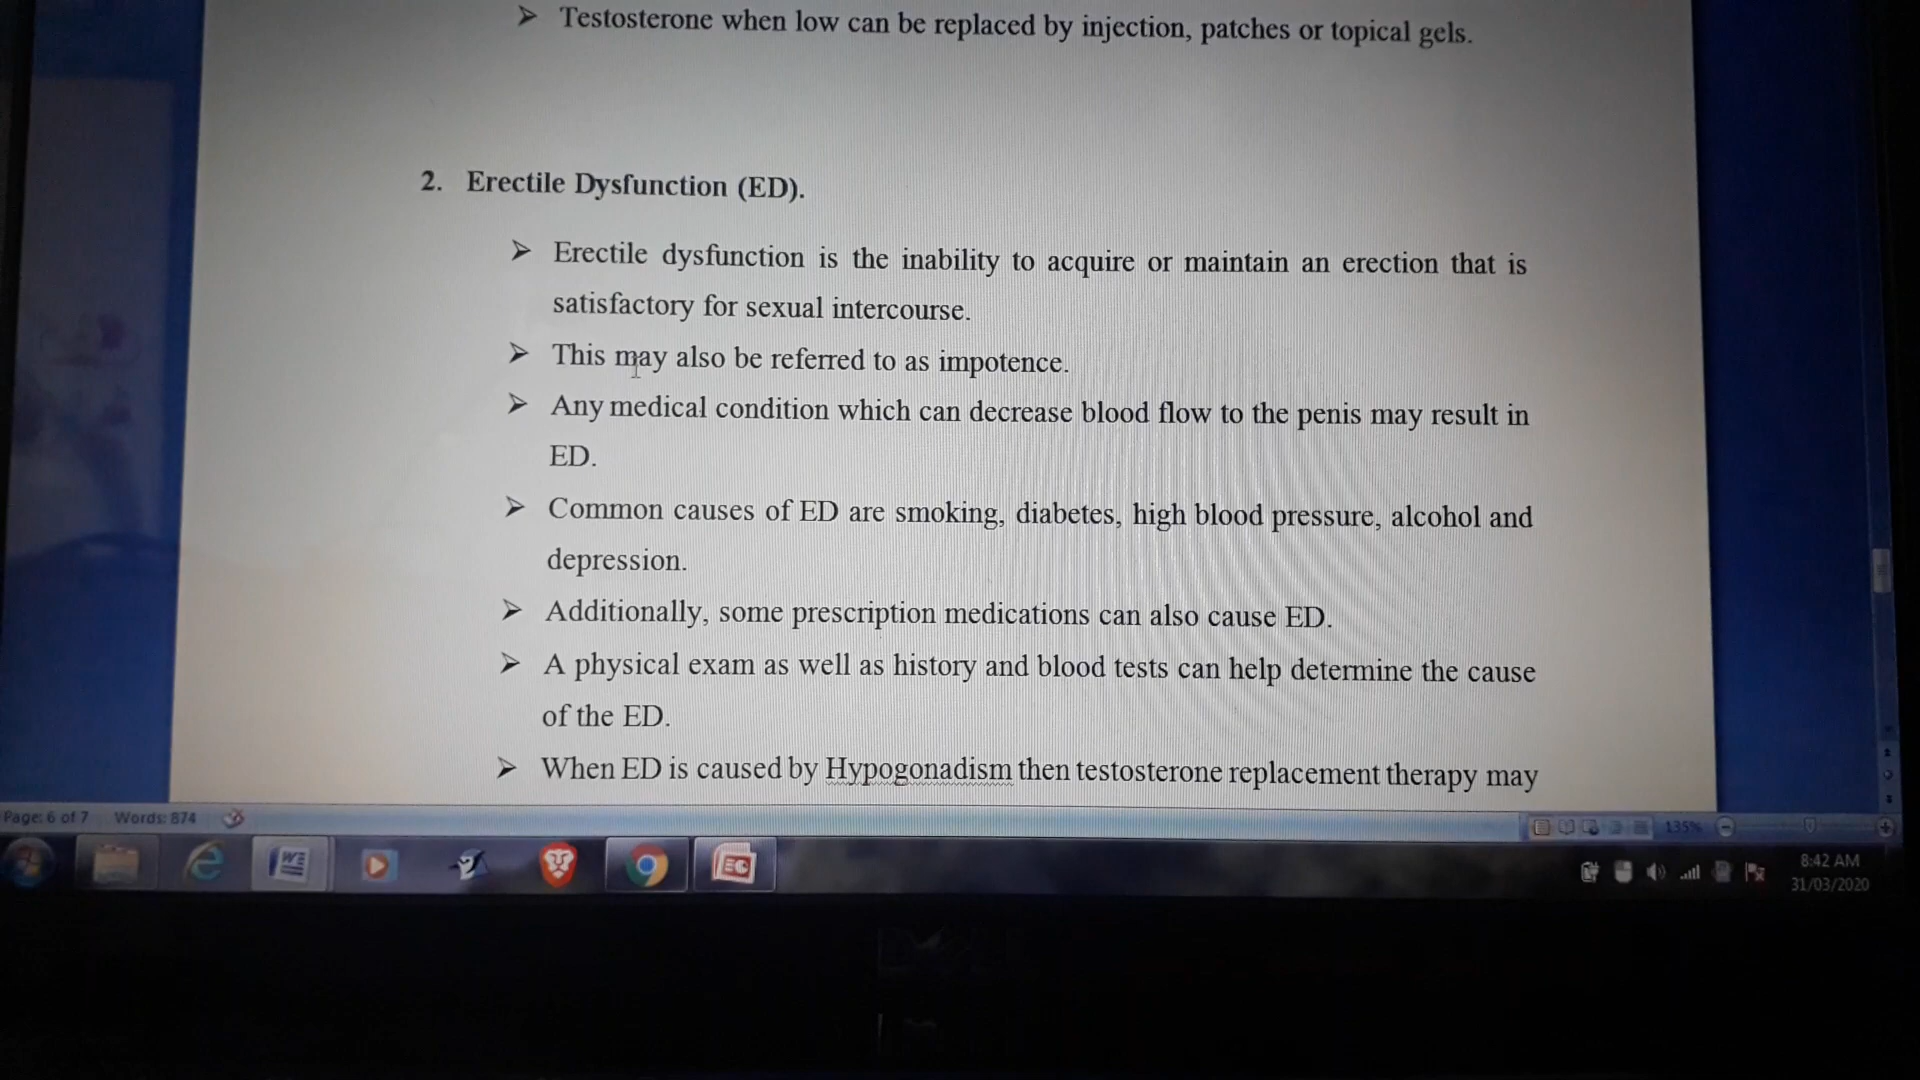 ➢ Testosterone when low can be replaced by injection, patches or topical gels.
2. Erectile Dysfunction (ED).
➢ Erectile dysfunction is the inability to acquire or maintain an erection that is
satisfactory for sexual intercourse.
➢ This may also be referred to as impotence.
➢ Any medical condition which can decrease blood flow to the penis may result in
ED.
➢ Common causes of ED are smoking, diabetes, high blood pressure, alcohol and
depression.
➢ Additionally, some prescription medications can also cause ED.
➢ A physical exam as well as history and blood tests can help determine the cause
of the ED.
➢ When ED is caused by Hypogonadism then testosterone replacement therapy may
Page: 6 of 7 Words: 874 135%
8:42 AM
31/03/2020